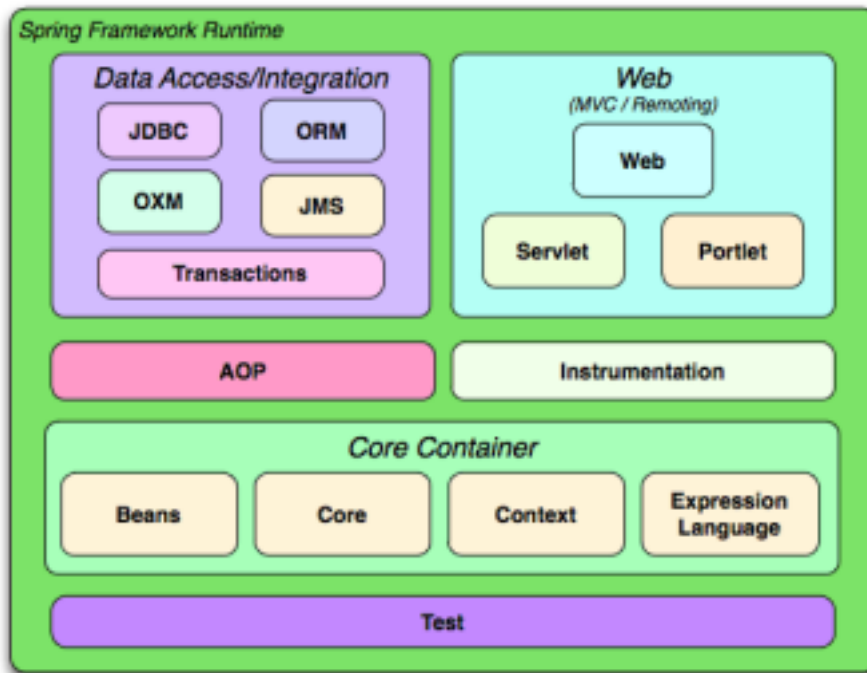 Spring Framework Runtime
Data Access/Integration
JDBC
ORM
OXM
JMS
Transactions
Web
(MVC / Remoting)
Web
Servlet
Portlet
AOP
Instrumentation
Core Container
Beans
Core
Context
Expression
Language
Test